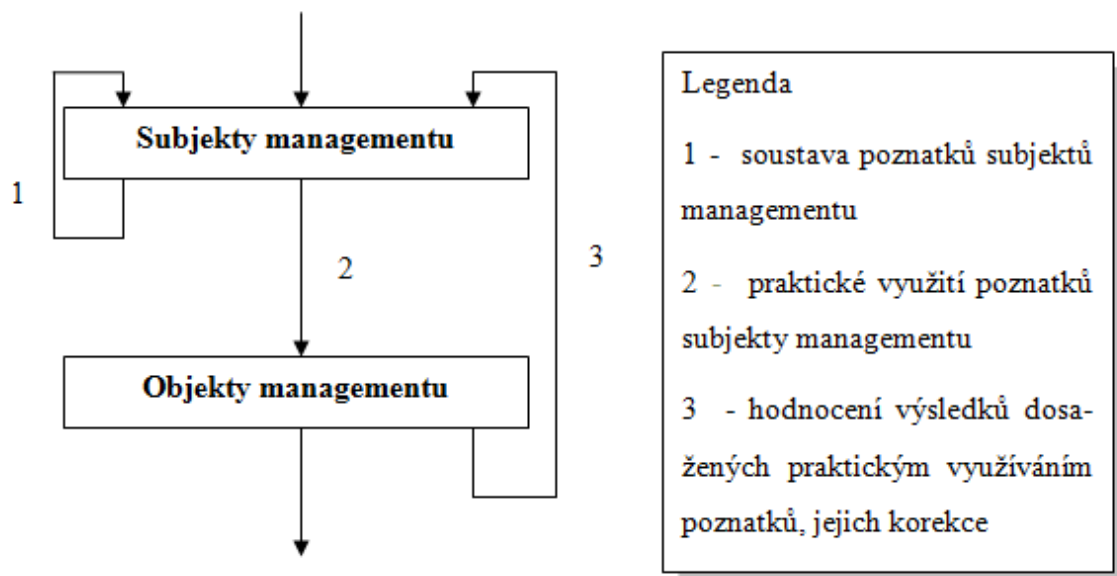 Subjekty managementu
1
2
3
Objekty managementu
Legenda
1 - soustava poznatků subjektů
managementu
2 - praktické využití poznatků
subjekty managementu
3 - hodnocení výsledků dosa-
žených praktickým využíváním
poznatků, jejich korekce